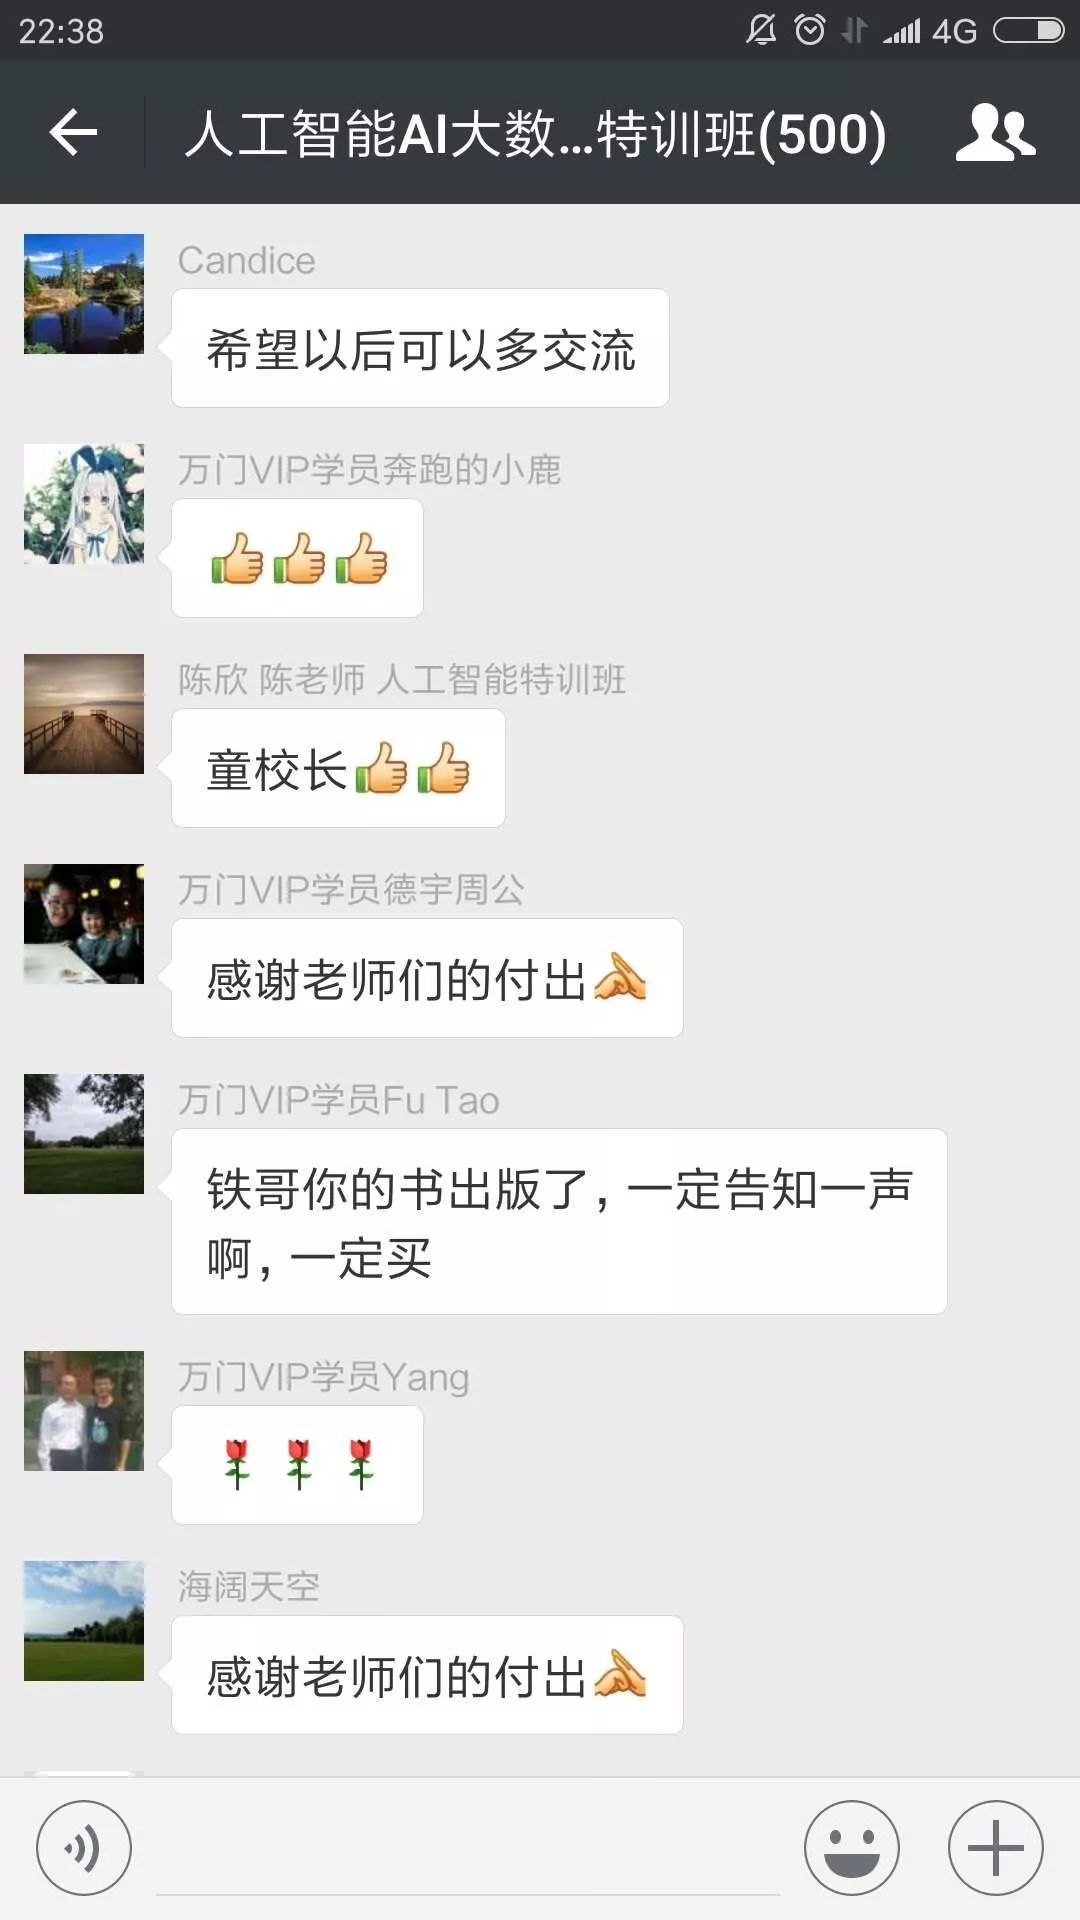 22:38
4G
人工智能AI大数...特训班(500)
Candice
希望以后可以多交流
万门VIP学员奔跑的小鹿
陈欣 陈老师 人工智能特训班
童校长
万门VIP学员德宇周公
感谢老师们的付出
万门VIP学员Fu Tao
铁哥你的书出版了，一定告知一声
啊，一定买
万门VIP学员Yang
海阔天空
感谢老师们的付出